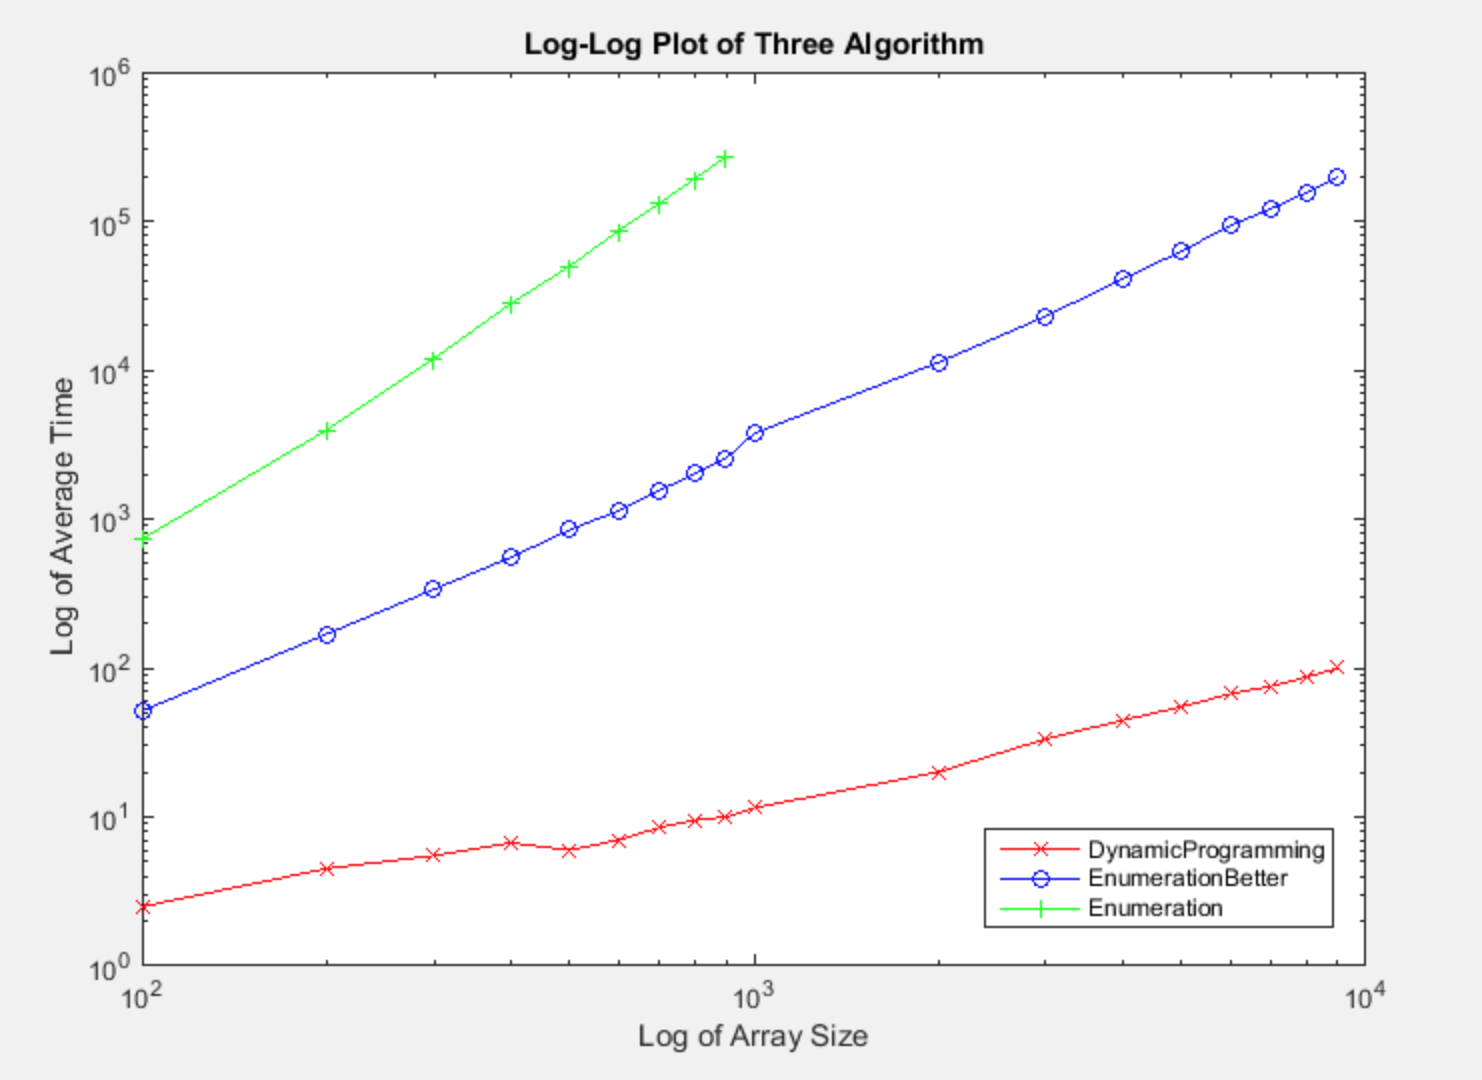 Log-Log Plot of Three Algorithm
10^6
10^5
10^4
10^3
10^2
10^1
10^0
Log of Average Time
10^2
10^3
10^4
Log of Array Size
DynamicProgramming
EnumerationBetter
Enumeration